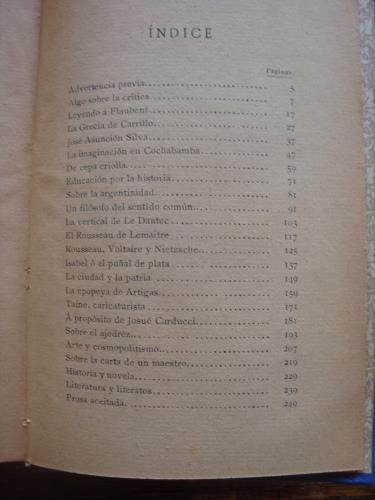 ÍNDICE
Páginas
Advertencia previa 5
Algo sobre la crítica 7
Leyendo á Flaubert 17
La Grecia de Carrillo 27
José Asunción Silva 37
La imaginación en Cochabamba 47
De cepa criolla 59
Educación por la historia 71
Sobre la argentinidad 81
Un filósofo del sentido común 91
La vertical de Le Dantec 103
El Rousseau de Lemaître 117
Rousseau, Voltaire y Nietzsche 125
Isabel ó el puñal de plata 137
La ciudad y la patria 149
La epopeya de Artigas 159
Taine, caricaturista 171
Á propósito de Josué Carducci 181
Sobre el ajedrez 193
Arte y cosmopolitismo 207
Sobre la carta de un maestro 219
Historia y novela 229
Literatura y literatos 239
Prosa aceitada 249